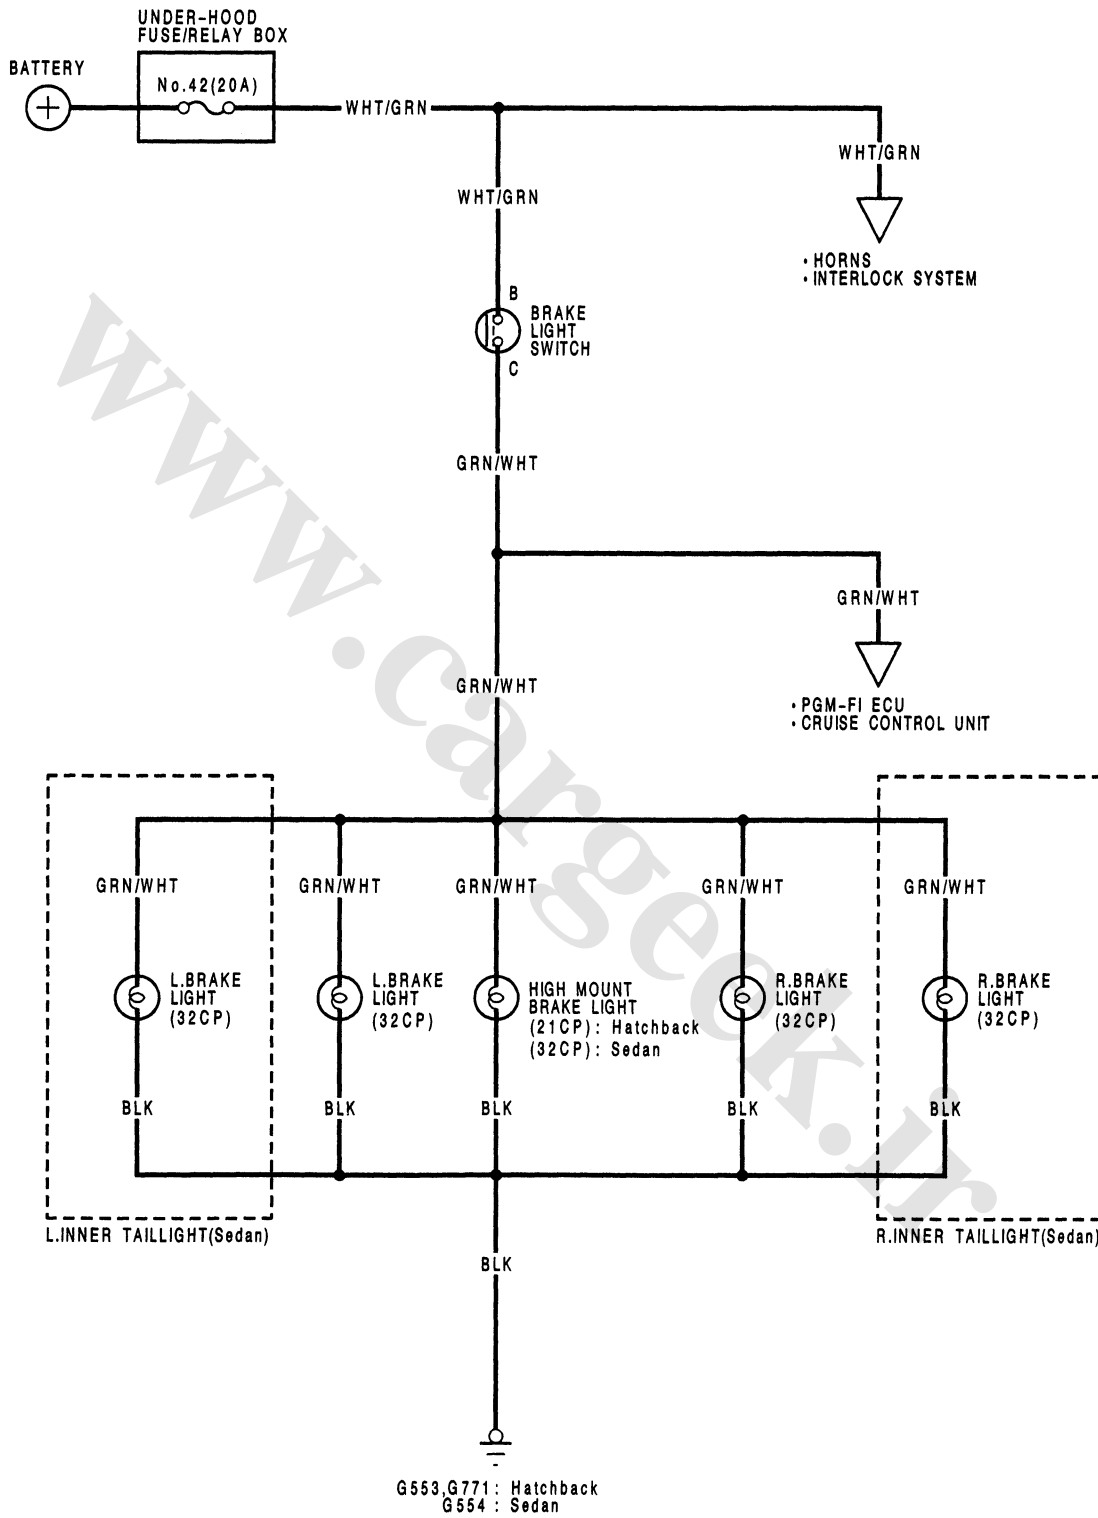 UNDER-HOOD
FUSE/RELAY BOX
BATTERY
No.42(20A)
WHT/GRN
WHT/GRN
WHT/GRN
• HORNS
• INTERLOCK SYSTEM
B
BRAKE
LIGHT
SWITCH
C
GRN/WHT
GRN/WHT
GRN/WHT
• PGM-FI ECU
• CRUISE CONTROL UNIT
GRN/WHT
GRN/WHT
GRN/WHT
GRN/WHT
GRN/WHT
L.BRAKE
LIGHT
(32CP)
L.BRAKE
LIGHT
(32CP)
HIGH MOUNT
BRAKE LIGHT
(21CP): Hatchback
(32CP): Sedan
R.BRAKE
LIGHT
(32CP)
R.BRAKE
LIGHT
(32CP)
BLK
BLK
BLK
BLK
BLK
L.INNER TAILLIGHT(Sedan)
R.INNER TAILLIGHT(Sedan)
BLK
G553,G771: Hatchback
G554 : Sedan
www.cargeek.ir